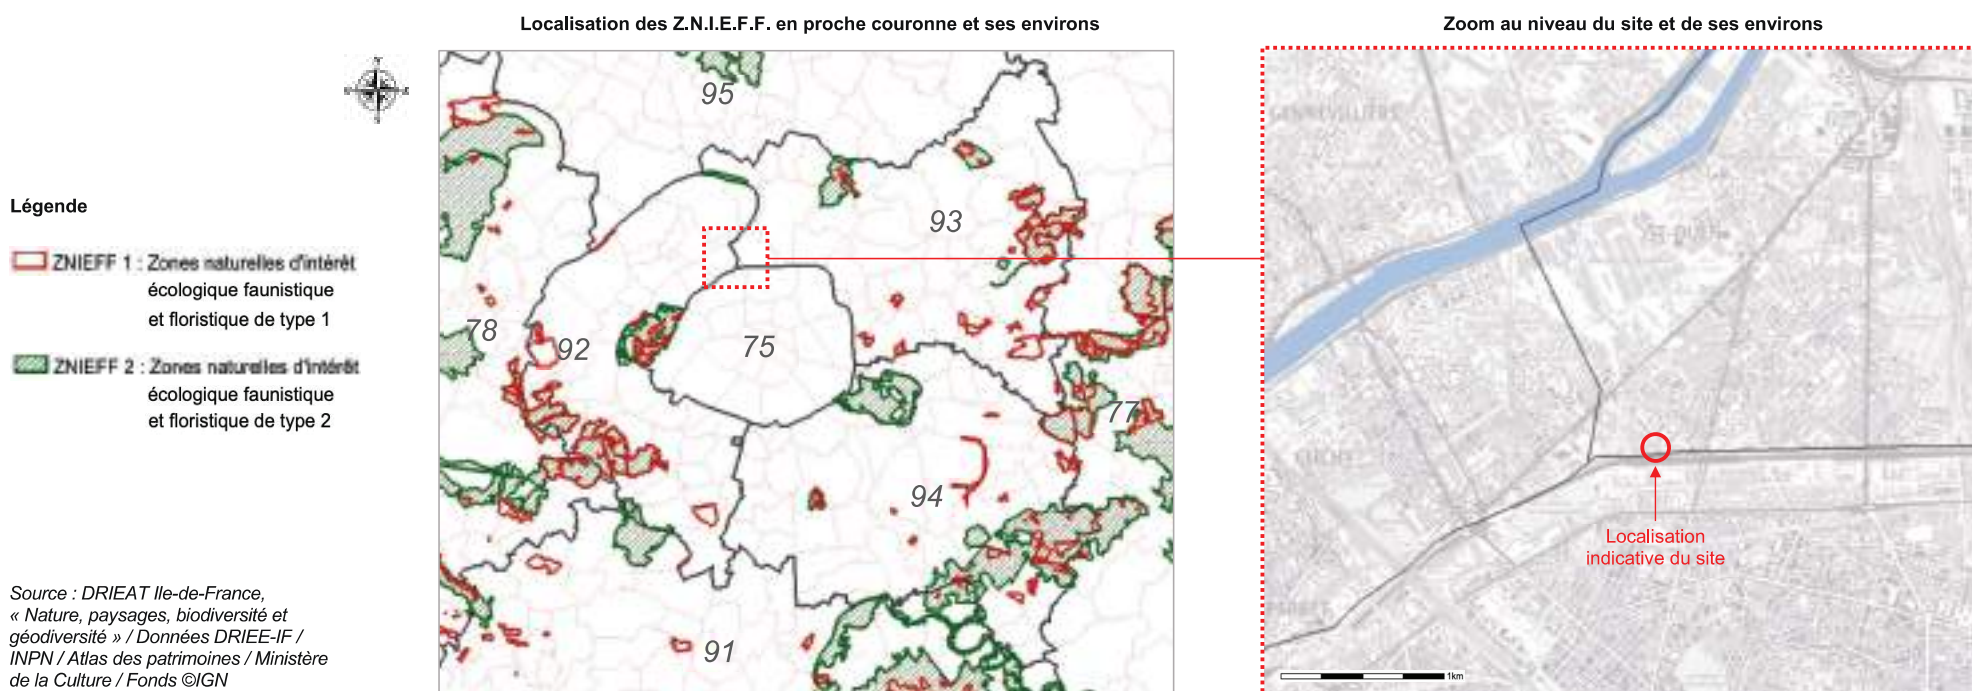 Localisation des Z.N.I.E.F.F. en proche couronne et ses environs
Zoom au niveau du site et de ses environs
Légende
ZNIEFF 1 : Zones naturelles d'intérêt
écologique faunistique
et floristique de type 1
ZNIEFF 2 : Zones naturelles d'intérêt
écologique faunistique
et floristique de type 2
Source : DRIEAT Ile-de-France,
« Nature, paysages, biodiversité et
géodiversité » / Données DRIEE-IF /
INPN / Atlas des patrimoines / Ministère
de la Culture / Fonds ©IGN
95
93
78
92
75
77
94
91
Localisation
indicative du site
1km